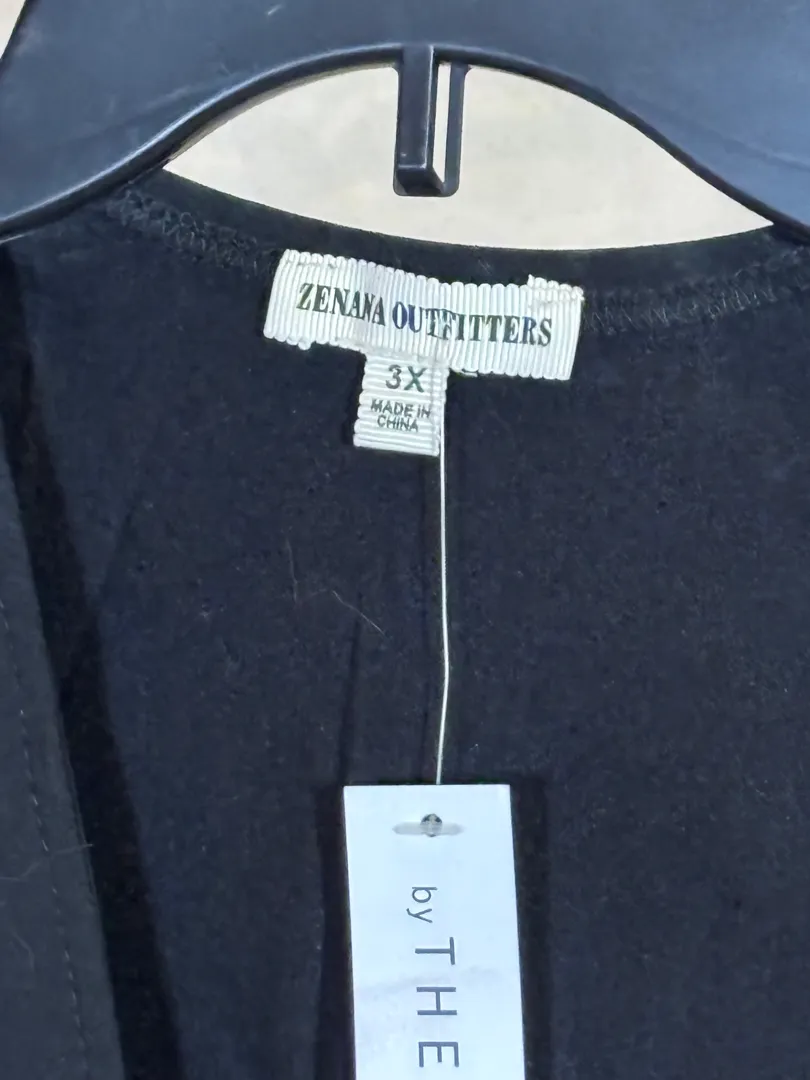 ZENANA OUTFITTERS
3X
MADE IN
CHINA
by THE